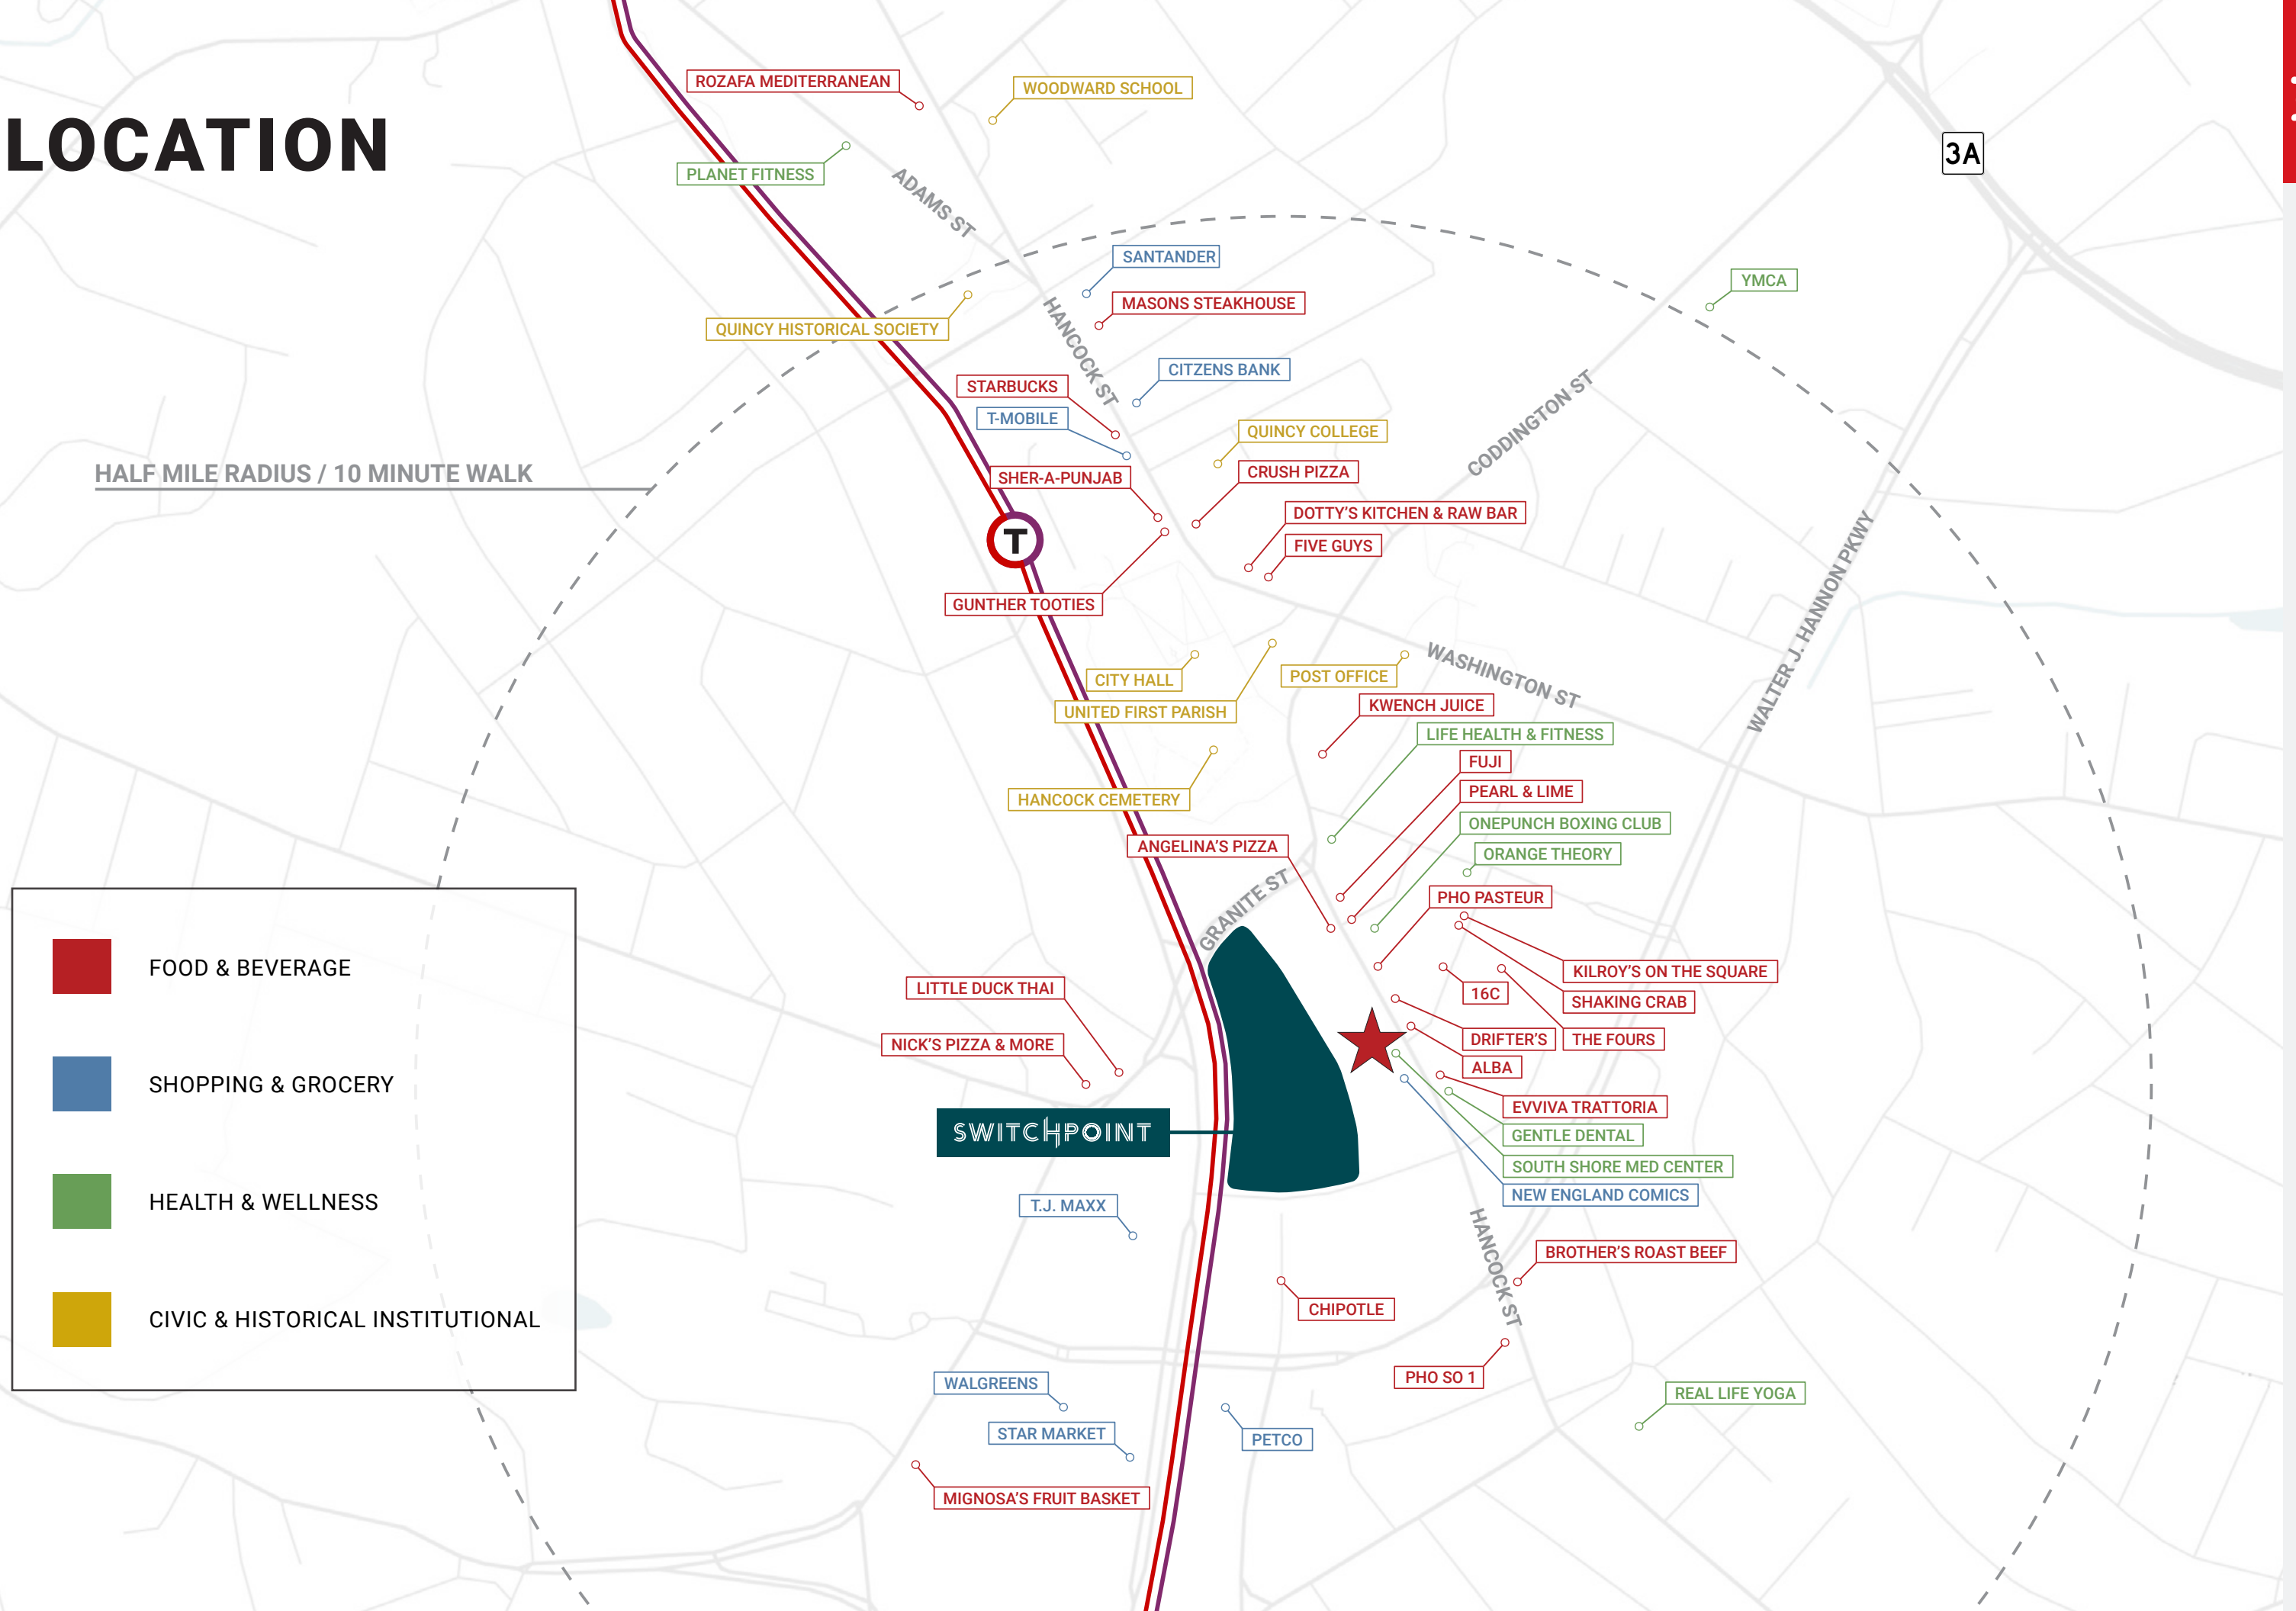 LOCATION
ROZAFA MEDITERRANEAN
WOODWARD SCHOOL
3A
PLANET FITNESS
ADAMS ST
SANTANDER
YMCA
MASONS STEAKHOUSE
QUINCY HISTORICAL SOCIETY
HANCOCK ST
CITZENS BANK
STARBUCKS
T-MOBILE
CODDINGTON ST
QUINCY COLLEGE
HALF MILE RADIUS / 10 MINUTE WALK
SHER-A-PUNJAB
CRUSH PIZZA
DOTTY'S KITCHEN & RAW BAR
T
FIVE GUYS
GUNTHER TOOTIES
WALTER J. HANNON PKWY
CITY HALL
POST OFFICE
WASHINGTON ST
UNITED FIRST PARISH
KWENCH JUICE
LIFE HEALTH & FITNESS
FUJI
PEARL & LIME
HANCOCK CEMETERY
ONEPUNCH BOXING CLUB
ANGELINA'S PIZZA
ORANGE THEORY
GRANITE ST
PHO PASTEUR
FOOD & BEVERAGE
KILROY'S ON THE SQUARE
LITTLE DUCK THAI
16C
SHAKING CRAB
NICK'S PIZZA & MORE
DRIFTER'S
THE FOURS
ALBA
SHOPPING & GROCERY
EVVIVA TRATTORIA
SWITCHPOINT
GENTLE DENTAL
SOUTH SHORE MED CENTER
NEW ENGLAND COMICS
HEALTH & WELLNESS
T.J. MAXX
HANCOCK ST
BROTHER'S ROAST BEEF
CHIPOTLE
CIVIC & HISTORICAL INSTITUTIONAL
PHO SO 1
WALGREENS
REAL LIFE YOGA
STAR MARKET
PETCO
MIGNOSA'S FRUIT BASKET